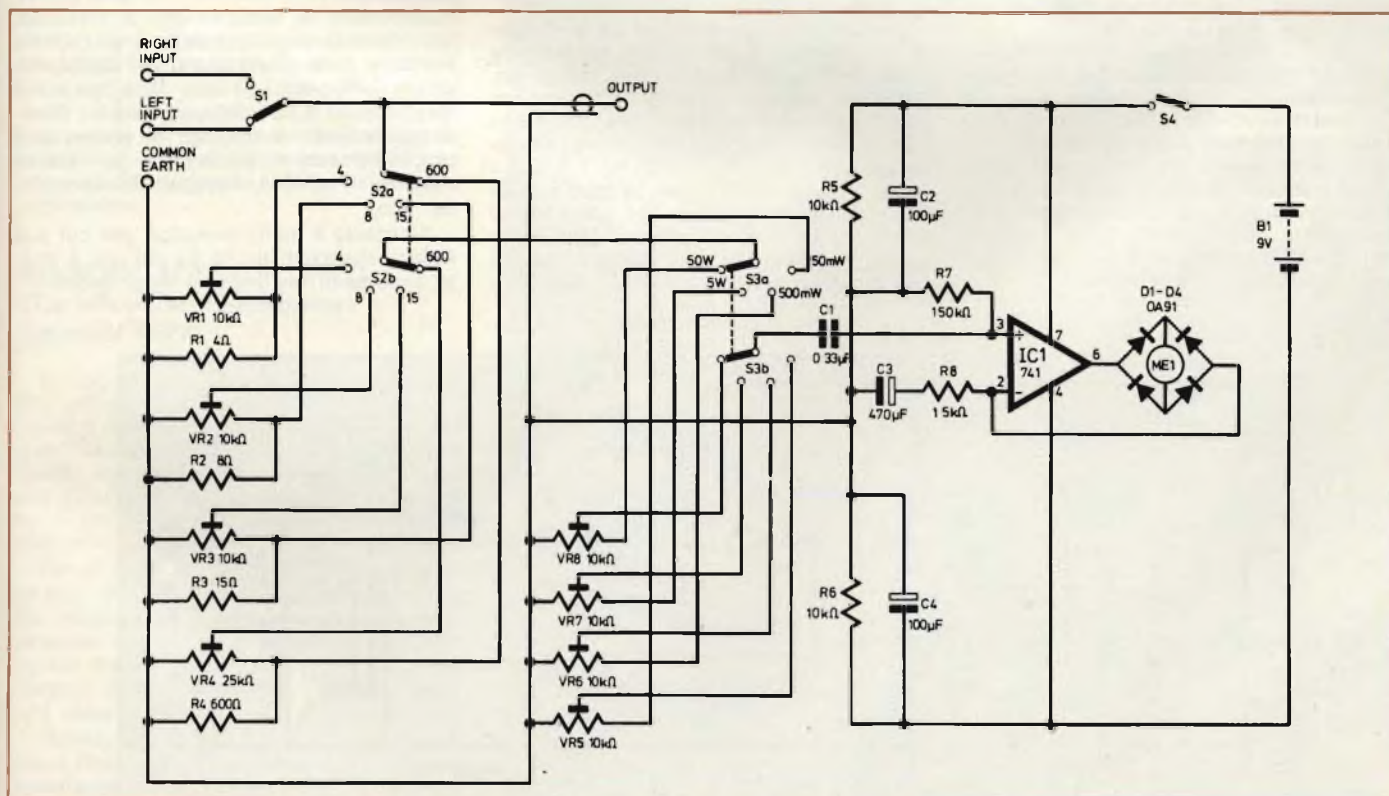 RIGHT
INPUT
S1
LEFT
INPUT
COMMON
EARTH
OUTPUT
4
600
S2a
8
15
4
600
S2b
8
15
VR1 10kΩ
R1 4Ω
VR2 10kΩ
R2 8Ω
VR3 10kΩ
R3 15Ω
VR4 25kΩ
R4 600Ω
50W
50mW
S3a
5W
500mW
C1
0 33µF
S3b
VR8 10kΩ
VR7 10kΩ
VR6 10kΩ
VR5 10kΩ
R5
10kΩ
C2
100µF
R7
150kΩ
C3
470µF
R8
1 5kΩ
3
+
IC1
741
2
−
7
4
6
D1-D4
OA91
ME1
S4
B1
9V
R6
10kΩ
C4
100µF